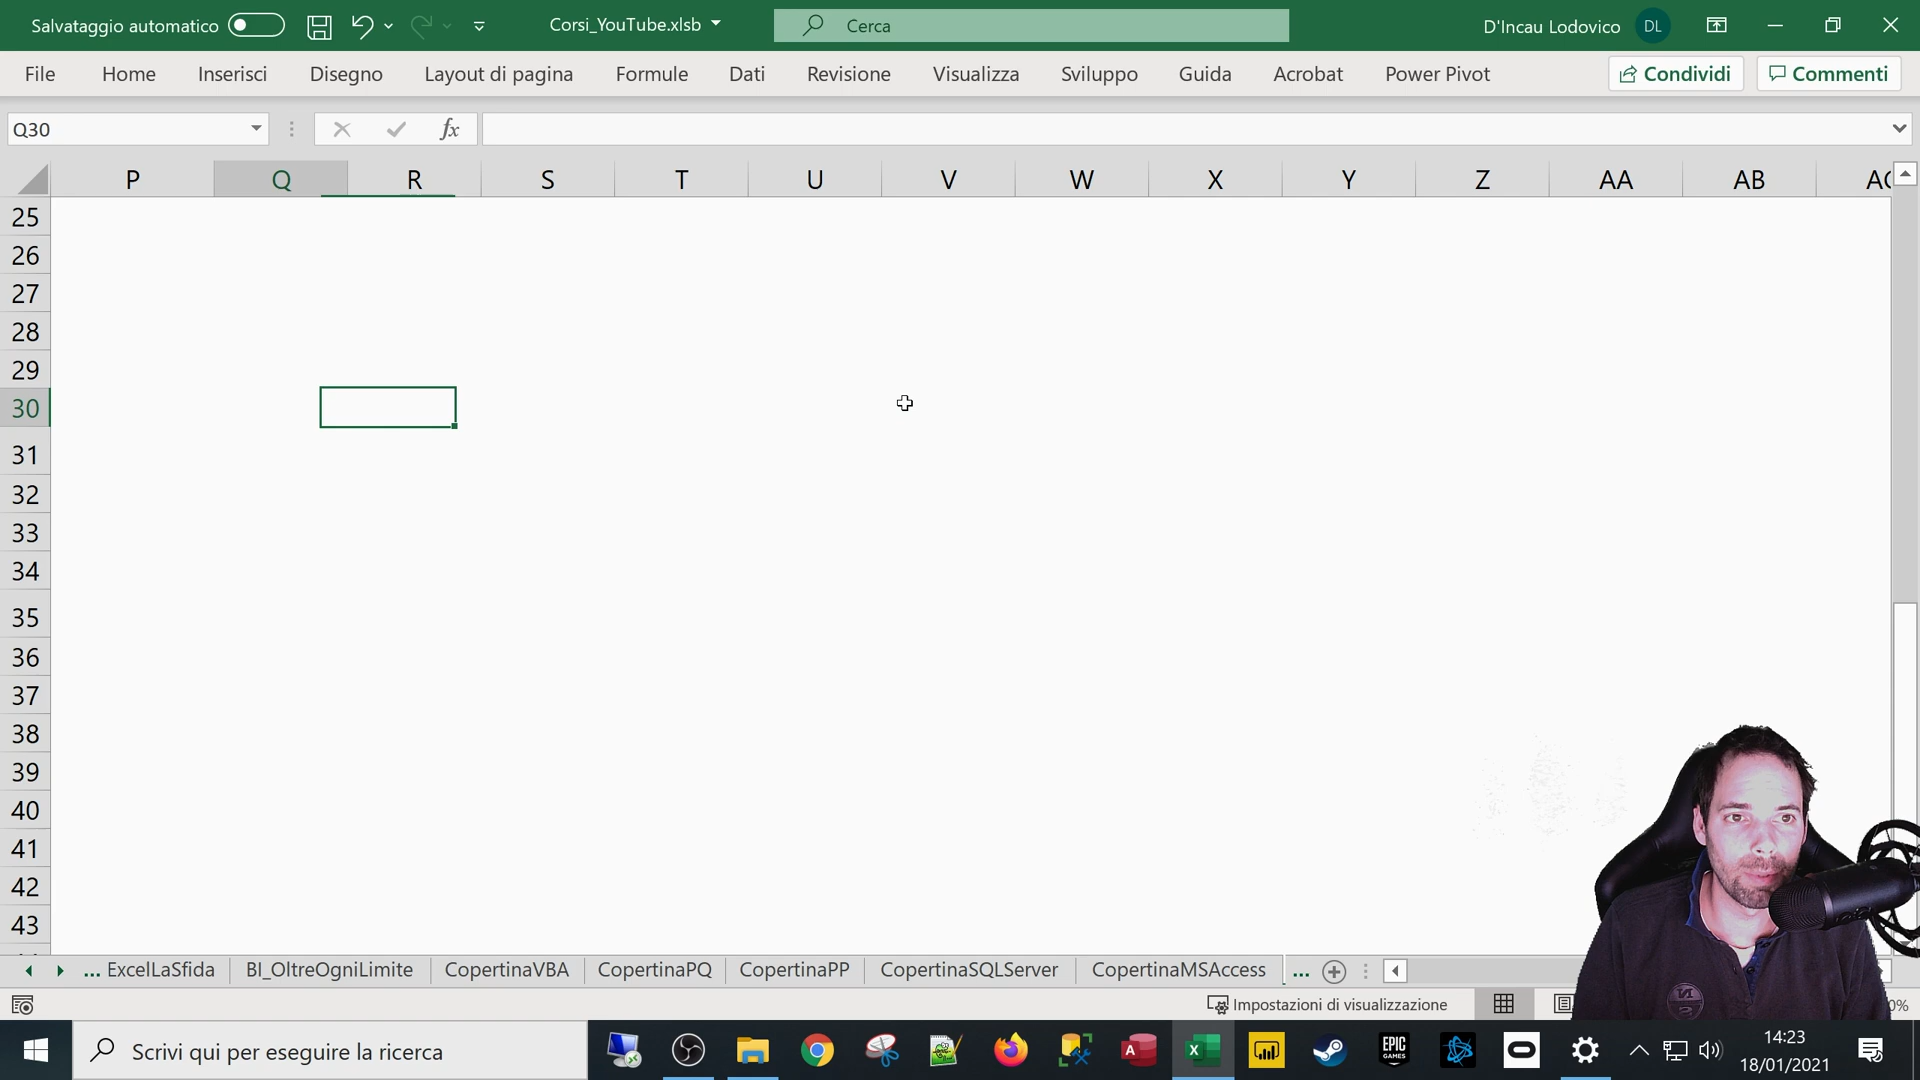 Salvataggio automatico Corsi_YouTube.xlsb Cerca D'Incau Lodovico DL
File Home Inserisci Disegno Layout di pagina Formule Dati Revisione Visualizza Sviluppo Guida Acrobat Power Pivot Condividi Commenti
Q30 fx
P Q R S T U V W X Y Z AA AB
25
26
27
28
29
30
31
32
33
34
35
36
37
38
39
40
41
42
43
... ExcelLaSfida BI_OltreOgniLimite CopertinaVBA CopertinaPQ CopertinaPP CopertinaSQLServer CopertinaMSAccess ...
Impostazioni di visualizzazione 0%
Scrivi qui per eseguire la ricerca A X EPIC GAMES 14:23
18/01/2021